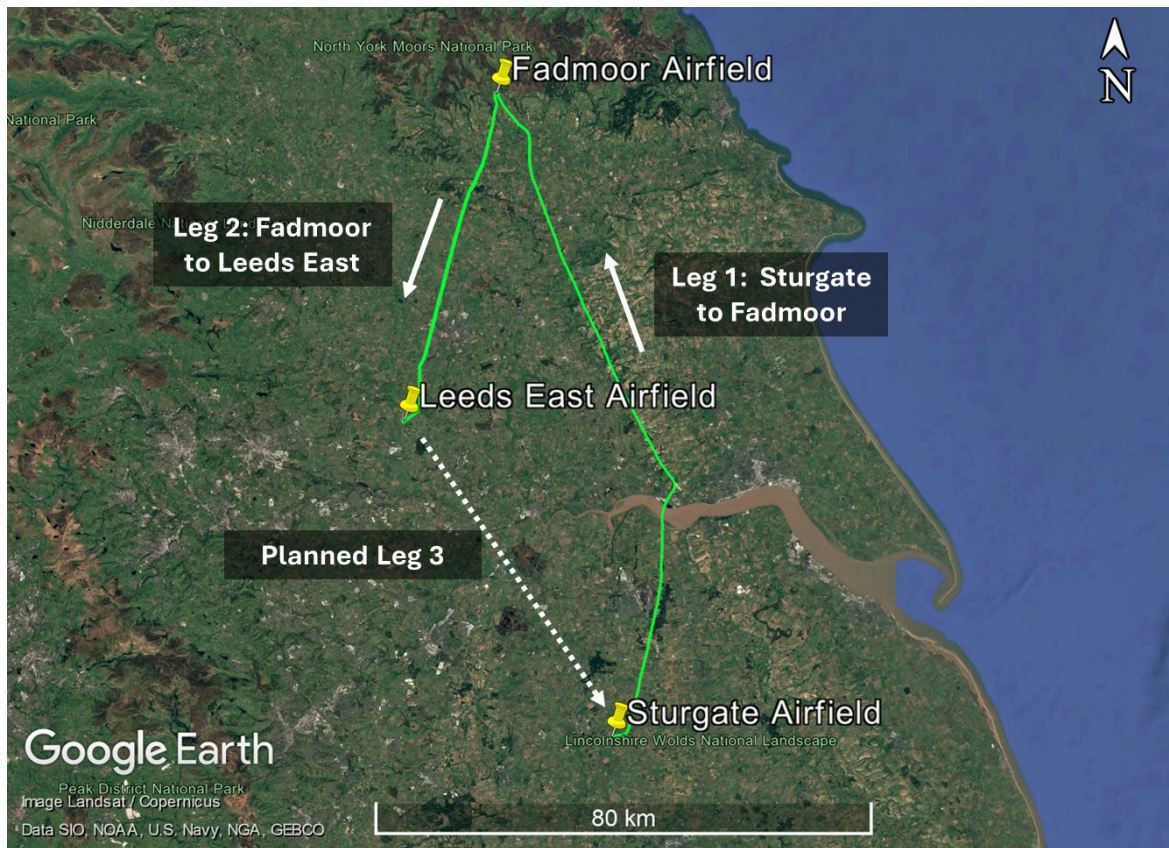 North York Moors National Park
Fadmoor Airfield
N
National Park
Nidderdale National Land
Leg 2: Fadmoor
to Leeds East
Leg 1: Sturgate
to Fadmoor
Leeds East Airfield
Planned Leg 3
Sturgate Airfield
Lincolnshire Wolds National Landscape
Google Earth
Peak District National Park
Image Landsat / Copernicus
Data SIO, NOAA, U.S. Navy, NGA, GEBCO
80 km